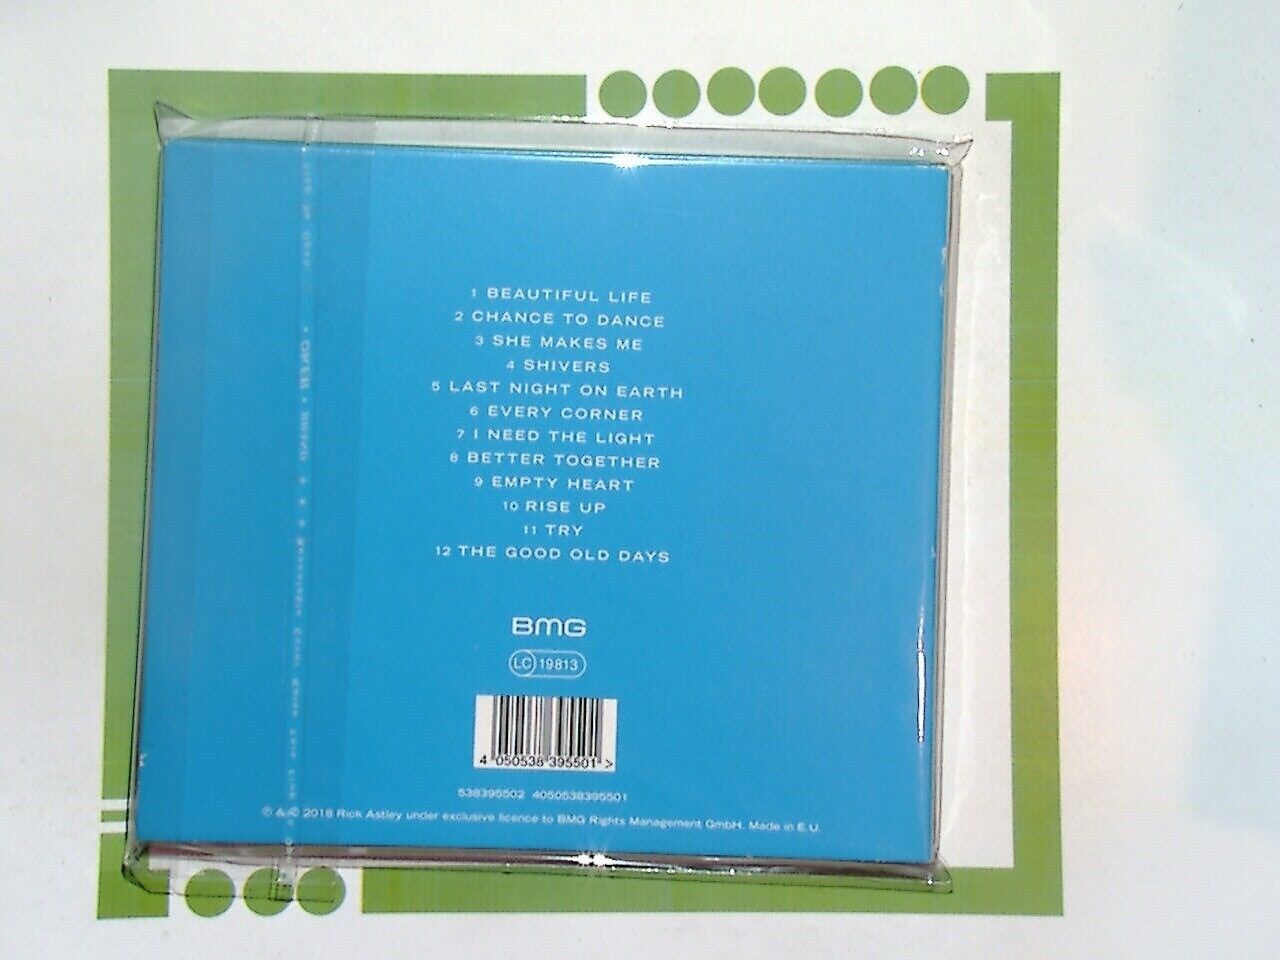 1 BEAUTIFUL LIFE
2 CHANCE TO DANCE
3 SHE MAKES ME
4 SHIVERS
5 LAST NIGHT ON EARTH
6 EVERY CORNER
7 I NEED THE LIGHT
8 BETTER TOGETHER
9 EMPTY HEART
10 RISE UP
11 TRY
12 THE GOOD OLD DAYS
BMG
LC 19813
4 050538 395501 >
538395502 4050538395501
℗ & © 2018 Rick Astley under exclusive licence to BMG Rights Management GmbH. Made in E.U.